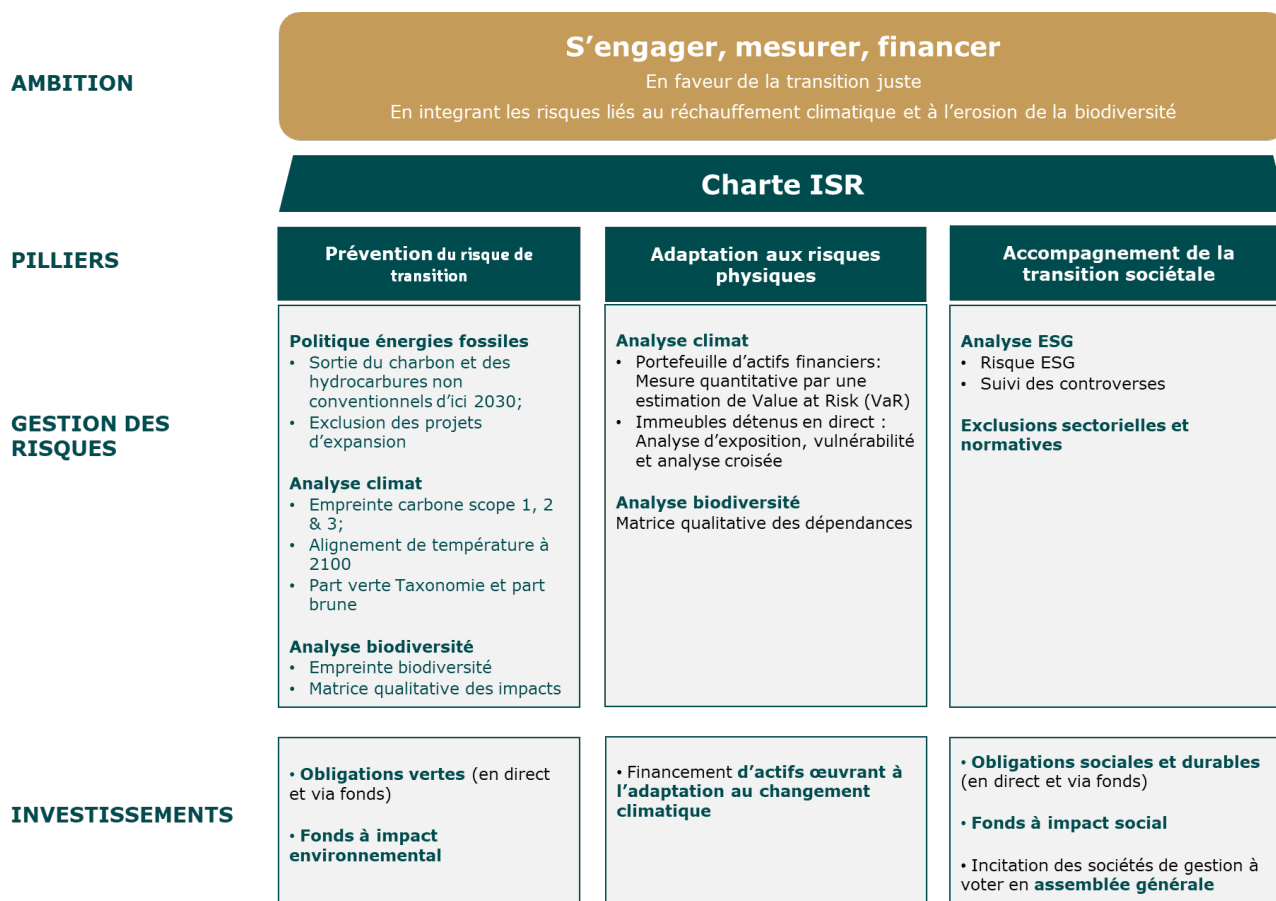 AMBITION
S'engager, mesurer, financer
En faveur de la transition juste
En integrant les risques liés au réchauffement climatique et à l'erosion de la biodiversité
Charte ISR
PILLIERS
Prévention du risque de
transition
Adaptation aux risques
physiques
Accompagnement de la
transition sociétale
GESTION DES
RISQUES
Politique énergies fossiles
• Sortie du charbon et des
hydrocarbures non
conventionnels d'ici 2030;
• Exclusion des projets
d'expansion
Analyse climat
• Empreinte carbone scope 1, 2
& 3;
• Alignement de température à
2100
• Part verte Taxonomie et part
brune
Analyse biodiversité
• Empreinte biodiversité
• Matrice qualitative des impacts
Analyse climat
• Portefeuille d'actifs financiers:
Mesure quantitative par une
estimation de Value at Risk (VaR)
• Immeubles détenus en direct :
Analyse d'exposition, vulnérabilité
et analyse croisée
Analyse biodiversité
Matrice qualitative des dépendances
Analyse ESG
• Risque ESG
• Suivi des controverses
Exclusions sectorielles et
normatives
INVESTISSEMENTS
• Obligations vertes (en direct
et via fonds)
• Fonds à impact
environnemental
• Financement d'actifs œuvrant à
l'adaptation au changement
climatique
• Obligations sociales et durables
(en direct et via fonds)
• Fonds à impact social
• Incitation des sociétés de gestion à
voter en assemblée générale